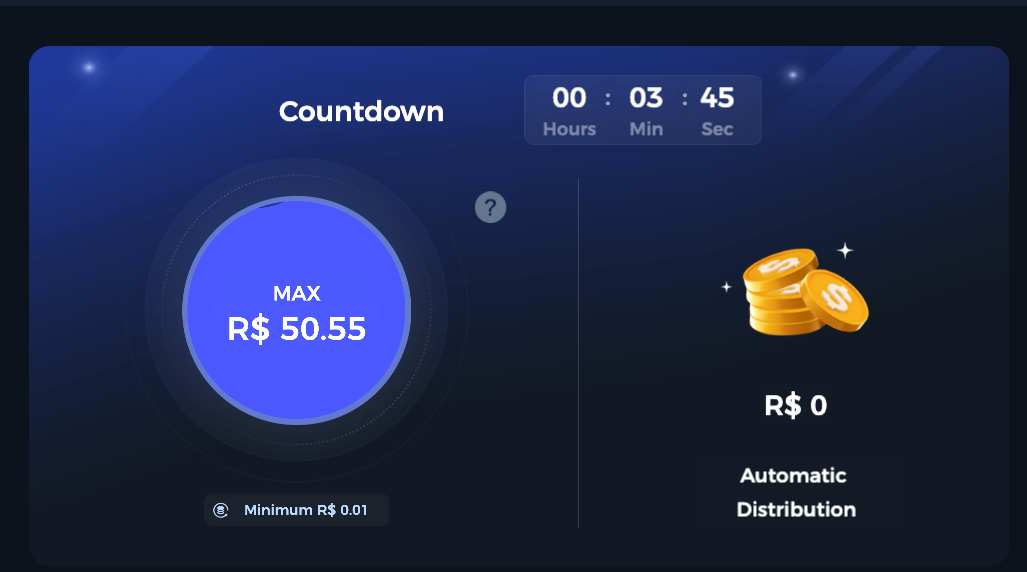 Countdown
00 : 03 : 45
Hours Min Sec
?
MAX
R$ 50.55
Minimum R$ 0.01
R$ 0
Automatic
Distribution